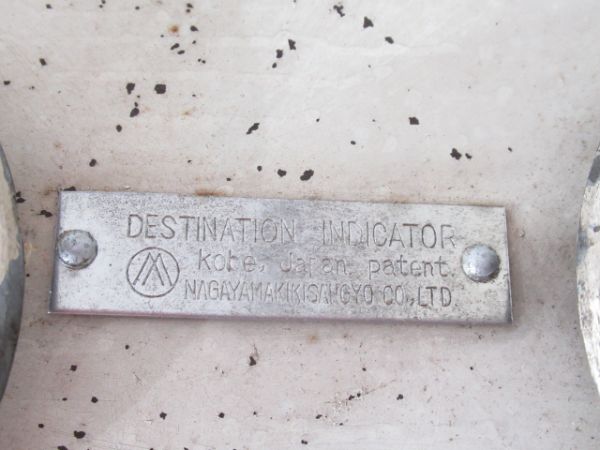 DESTINATION INDICATOR
Kobe, Japan, patent.
NAGAYAMAKIKISANGYO CO.,LTD.